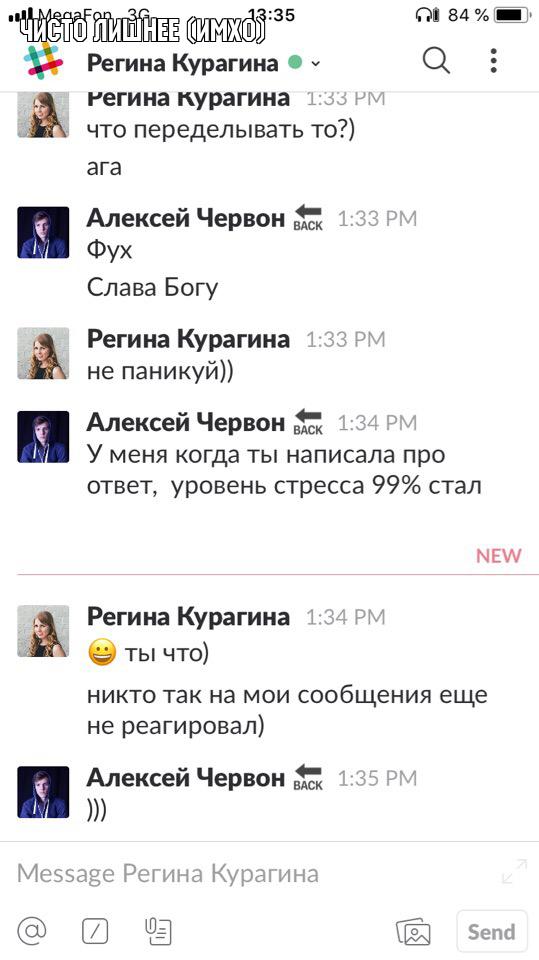 MegaFon 3G 13:35 84 %
ЧИСТО ЛИШНЕЕ (ИМХО)
Регина Курагина
Регина Курагина 1:33 PM
что переделывать то?)
ага
Алексей Червон BACK 1:33 PM
Фух
Слава Богу
Регина Курагина 1:33 PM
не паникуй))
Алексей Червон BACK 1:34 PM
У меня когда ты написала про
ответ, уровень стресса 99% стал
NEW
Регина Курагина 1:34 PM
😀 ты что)
никто так на мои сообщения еще
не реагировал)
Алексей Червон BACK 1:35 PM
)))
Message Регина Курагина
Send